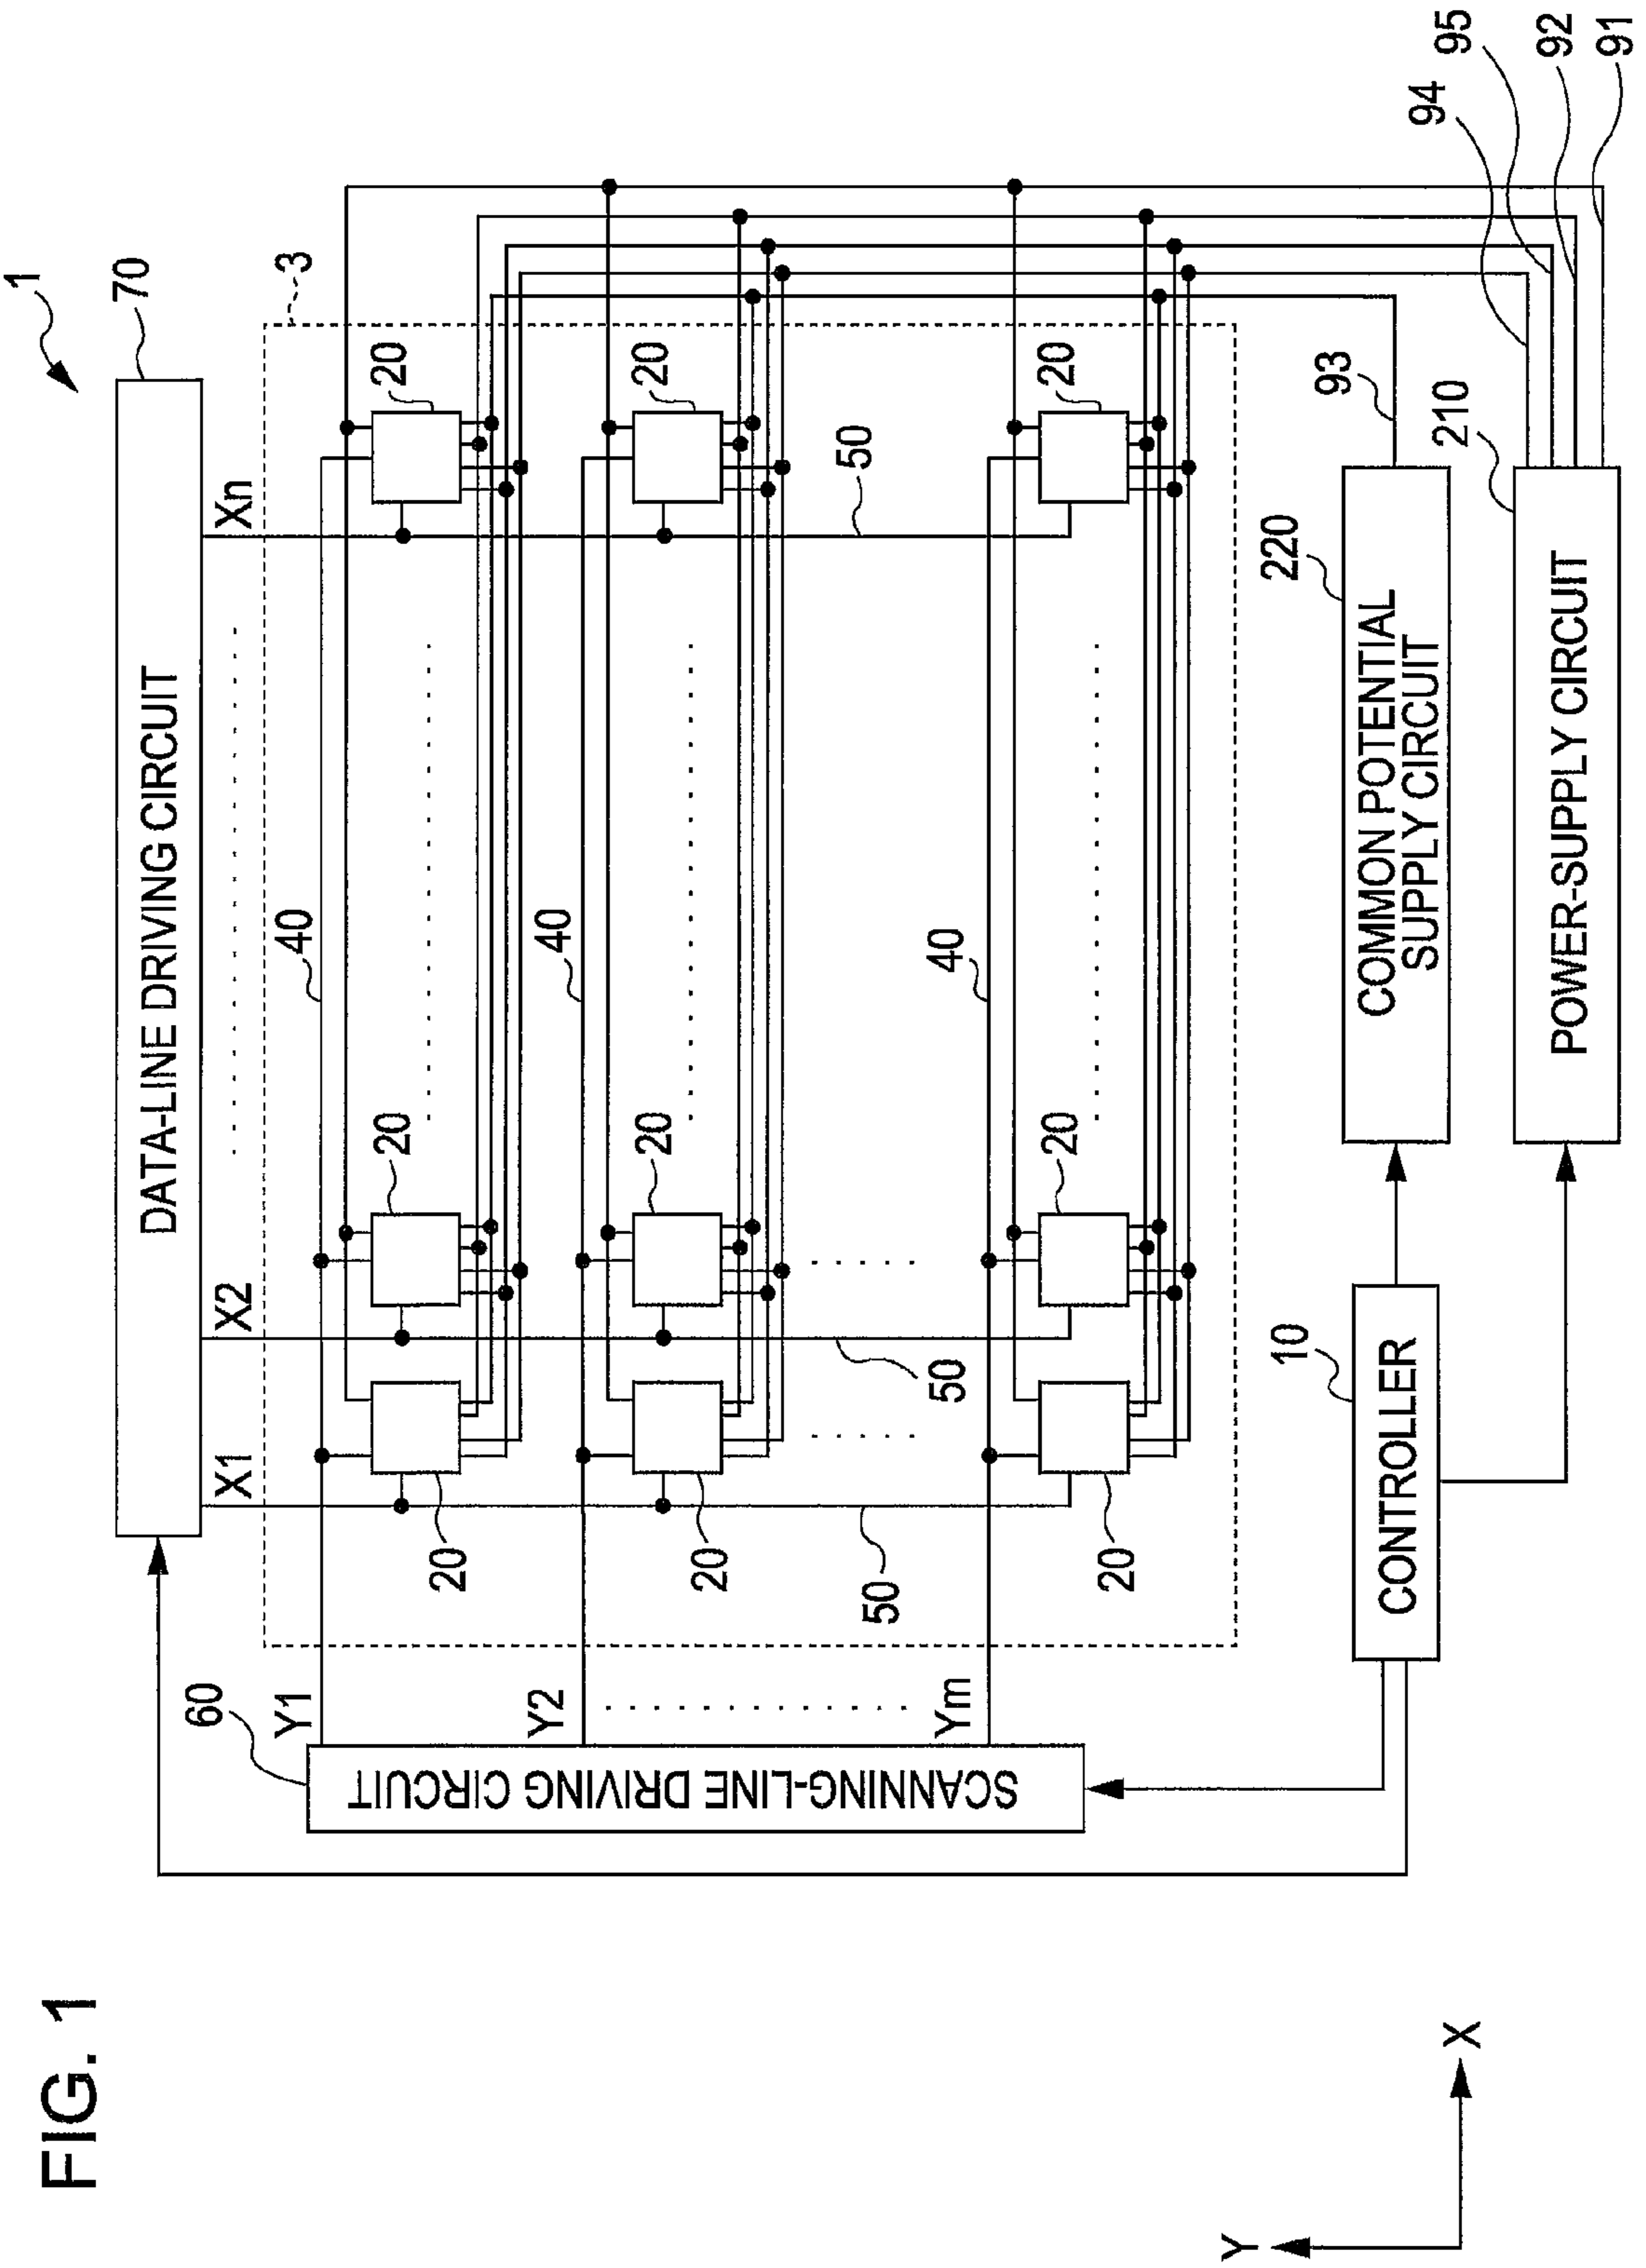 FIG. 1
1
70
DATA-LINE DRIVING CIRCUIT
X1
X2
Xn
3
60
SCANNING-LINE DRIVING CIRCUIT
Y1
Y2
Ym
40
40
40
20
20
20
20
20
20
20
20
20
50
50
50
10
CONTROLLER
220
COMMON POTENTIAL
SUPPLY CIRCUIT
93
210
POWER-SUPPLY CIRCUIT
94
95
92
91
Y
X